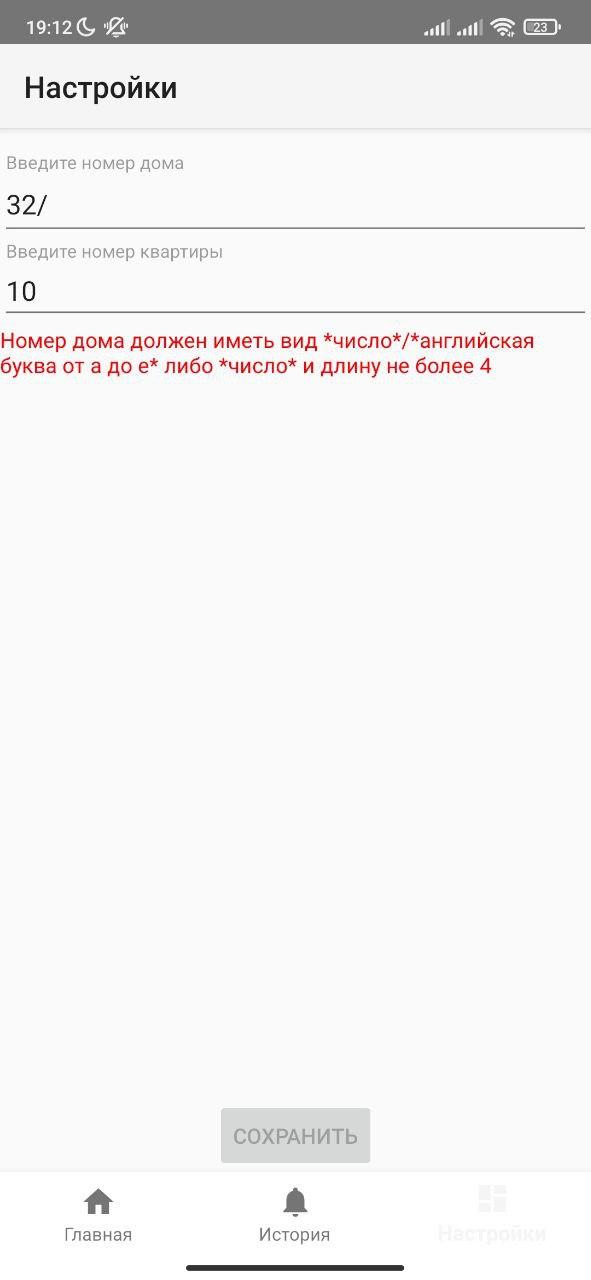 19:12
23
Настройки
Введите номер дома
32/
Введите номер квартиры
10
Номер дома должен иметь вид *число*/*английская
буква от a до e* либо *число* и длину не более 4
СОХРАНИТЬ
Главная
История
Настройки